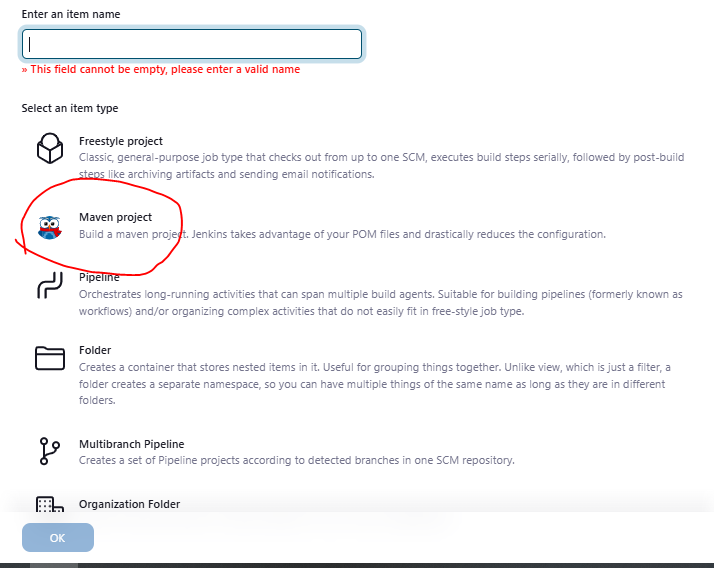 Enter an item name
» This field cannot be empty, please enter a valid name
Select an item type
Freestyle project
Classic, general-purpose job type that checks out from up to one SCM, executes build steps serially, followed by post-build
steps like archiving artifacts and sending email notifications.
Maven project
Build a maven project. Jenkins takes advantage of your POM files and drastically reduces the configuration.
Pipeline
Orchestrates long-running activities that can span multiple build agents. Suitable for building pipelines (formerly known as
workflows) and/or organizing complex activities that do not easily fit in free-style job type.
Folder
Creates a container that stores nested items in it. Useful for grouping things together. Unlike view, which is just a filter, a
folder creates a separate namespace, so you can have multiple things of the same name as long as they are in different
folders.
Multibranch Pipeline
Creates a set of Pipeline projects according to detected branches in one SCM repository.
Organization Folder
OK